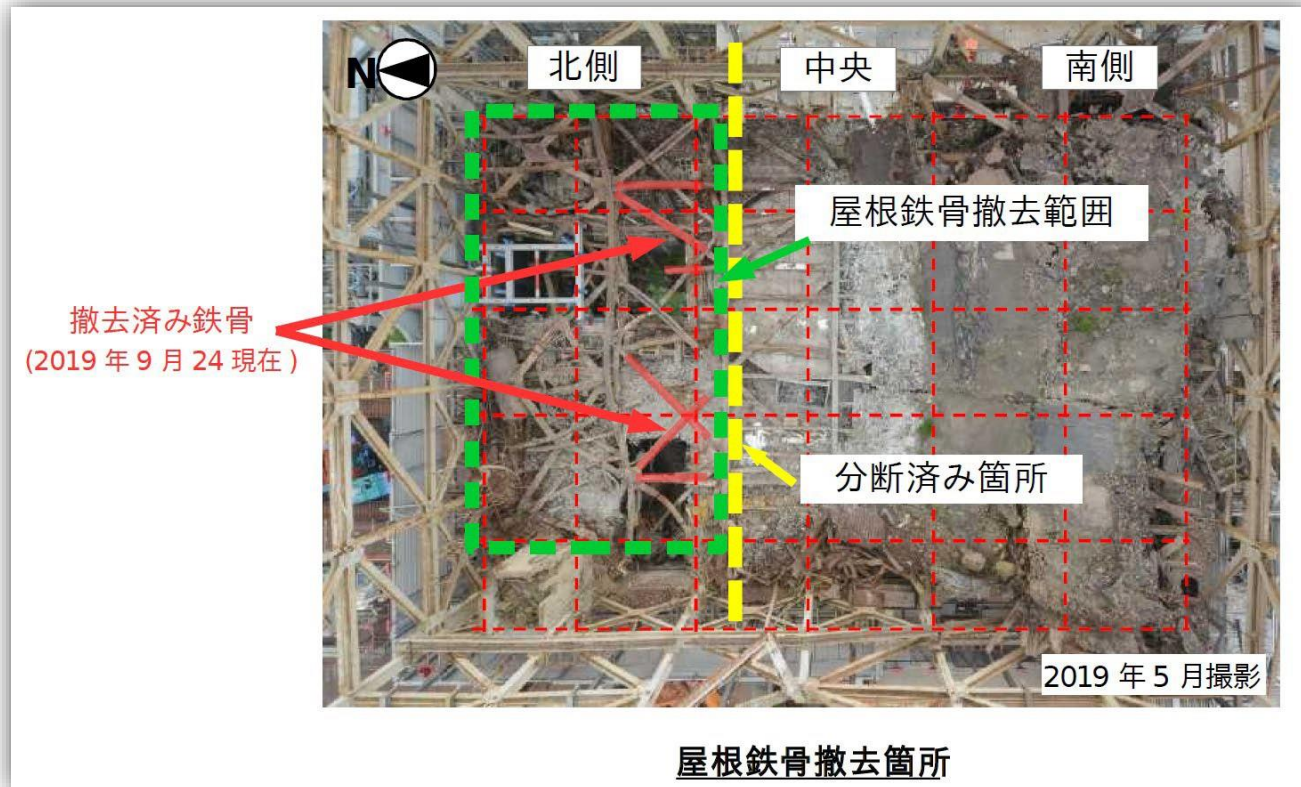 N
北側
中央
南側
屋根鉄骨撤去範囲
撤去済み鉄骨
(2019 年 9 月 24 現在 )
分断済み箇所
2019 年 5 月撮影
屋根鉄骨撤去箇所